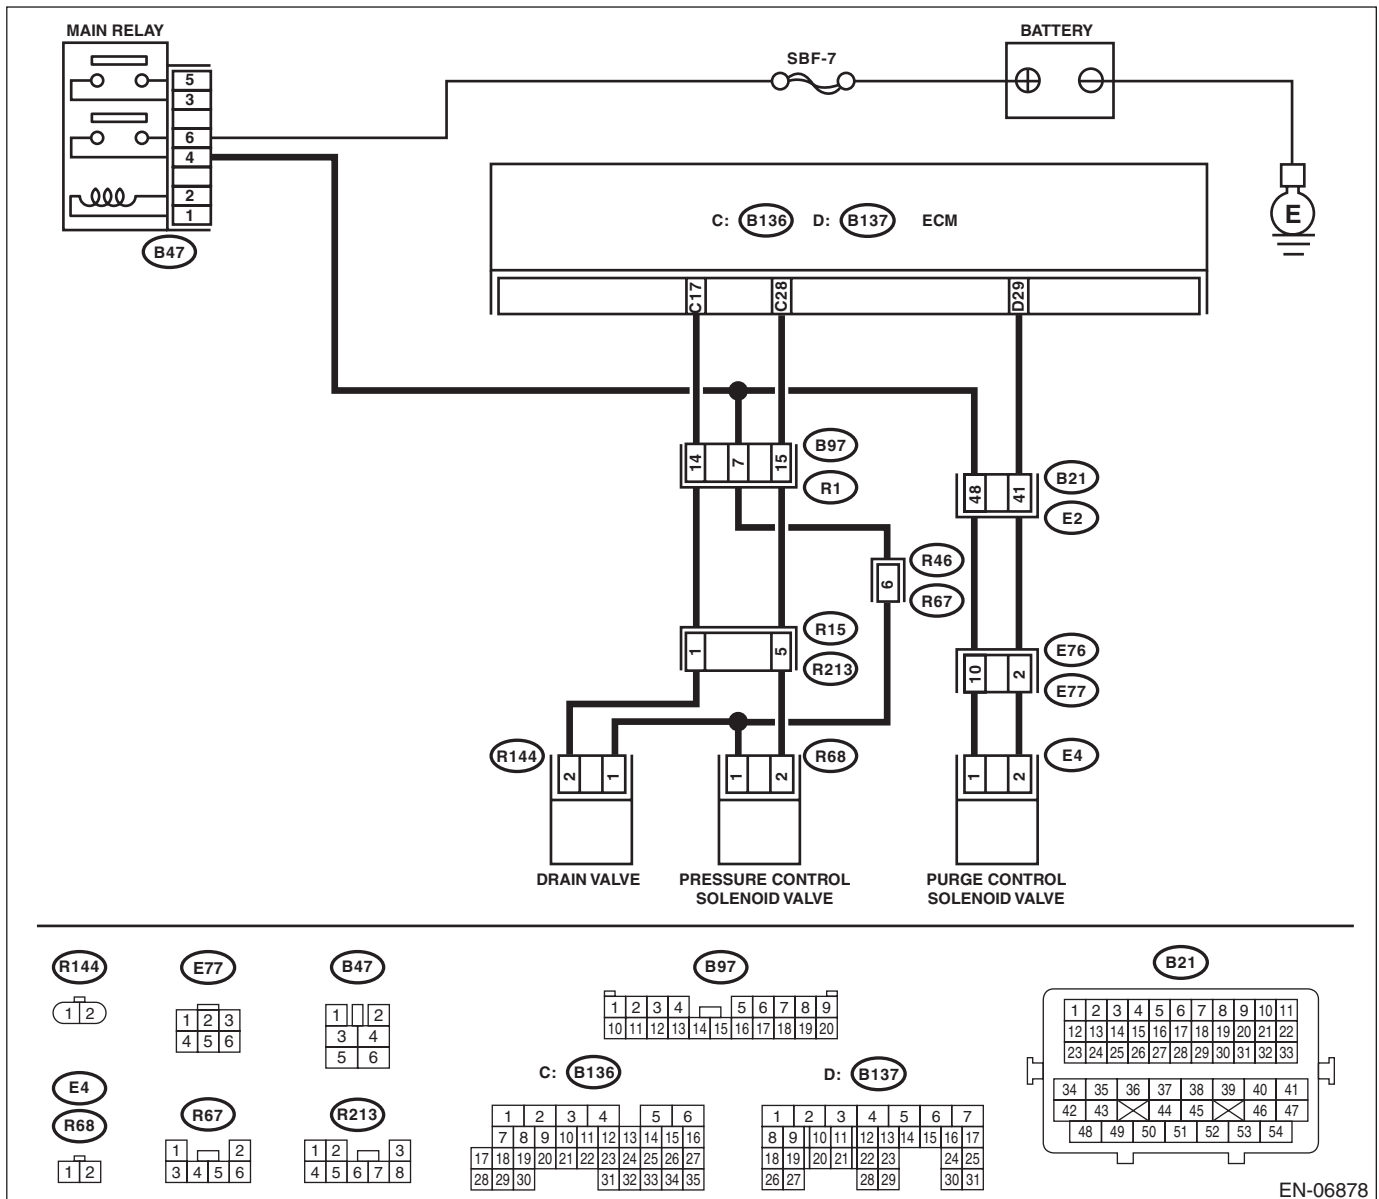 MAIN RELAY
BATTERY
SBF-7
5
3
6
4
2
1
B47
E
C: B136 D: B137 ECM
C17 C28 D29
14 7 15
B97
R1
48 41
B21
E2
6
R46
R67
1 5
R15
R213
10 2
E76
E77
R144
2 1
1 2
R68
1 2
E4
DRAIN VALVE
PRESSURE CONTROL
SOLENOID VALVE
PURGE CONTROL
SOLENOID VALVE
R144
1 2
E77
1 2 3
4 5 6
B47
1 2
3 4
5 6
B97
1 2 3 4 5 6 7 8 9
10 11 12 13 14 15 16 17 18 19 20
B21
1 2 3 4 5 6 7 8 9 10 11
12 13 14 15 16 17 18 19 20 21 22
23 24 25 26 27 28 29 30 31 32 33
34 35 36 37 38 39 40 41
42 43 44 45 46 47
48 49 50 51 52 53 54
E4
R68
1 2
R67
1 2
3 4 5 6
R213
1 2 3
4 5 6 7 8
C: B136
1 2 3 4 5 6
7 8 9 10 11 12 13 14 15 16
17 18 19 20 21 22 23 24 25 26 27
28 29 30 31 32 33 34 35
D: B137
1 2 3 4 5 6 7
8 9 10 11 12 13 14 15 16 17
18 19 20 21 22 23 24 25
26 27 28 29 30 31
EN-06878